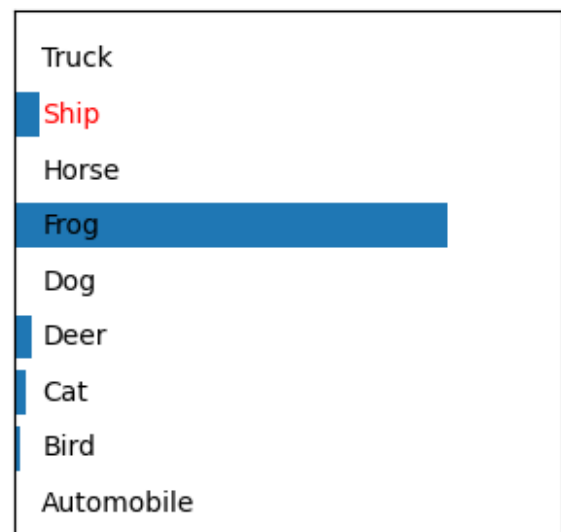 Truck
Ship
Horse
Frog
Dog
Deer
Cat
Bird
Automobile